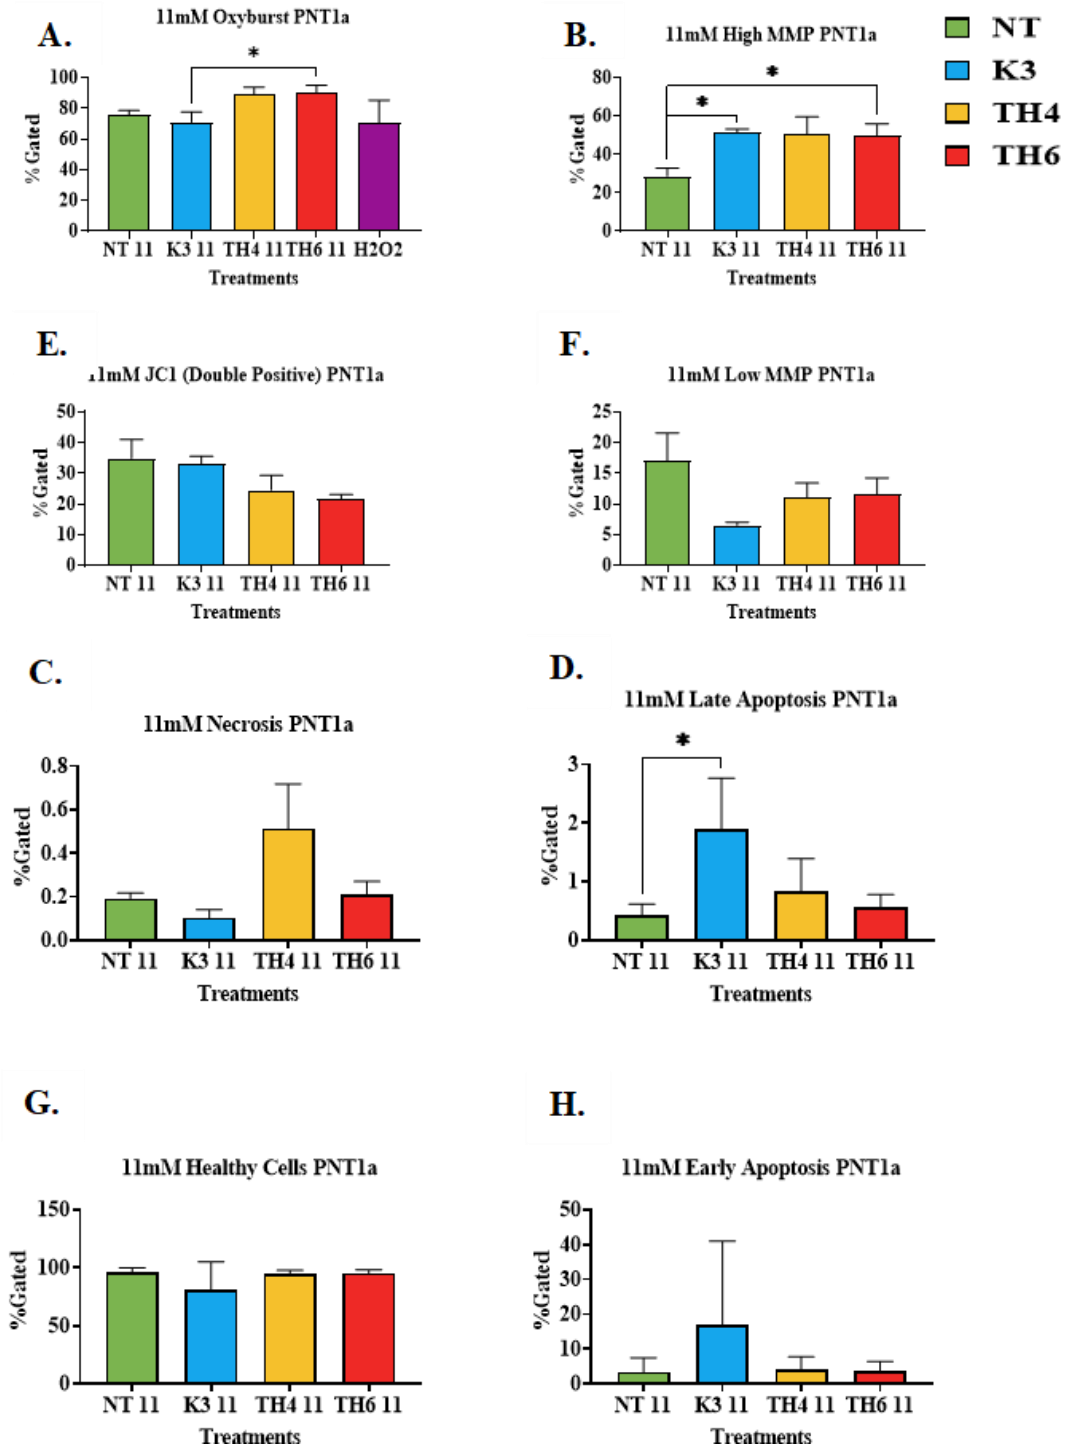 A.
11mM Oxyburst PNT1a
*
%Gated
100
80
60
40
20
0
NT 11 K3 11 TH4 11 TH6 11 H2O2
Treatments
B.
11mM High MMP PNT1a
*
*
%Gated
80
60
40
20
0
NT 11 K3 11 TH4 11 TH6 11
Treatments
NT
K3
TH4
TH6
E.
11mM JC1 (Double Positive) PNT1a
%Gated
50
40
30
20
10
0
NT 11 K3 11 TH4 11 TH6 11
Treatments
F.
11mM Low MMP PNT1a
%Gated
25
20
15
10
5
0
NT 11 K3 11 TH4 11 TH6 11
Treatments
C.
11mM Necrosis PNT1a
%Gated
0.8
0.6
0.4
0.2
0.0
NT 11 K3 11 TH4 11 TH6 11
Treatments
D.
11mM Late Apoptosis PNT1a
*
%Gated
3
2
1
0
NT 11 K3 11 TH4 11 TH6 11
Treatments
G.
11mM Healthy Cells PNT1a
%Gated
150
100
50
0
NT 11 K3 11 TH4 11 TH6 11
Treatments
H.
11mM Early Apoptosis PNT1a
%Gated
50
40
30
20
10
0
NT 11 K3 11 TH4 11 TH6 11
Treatments